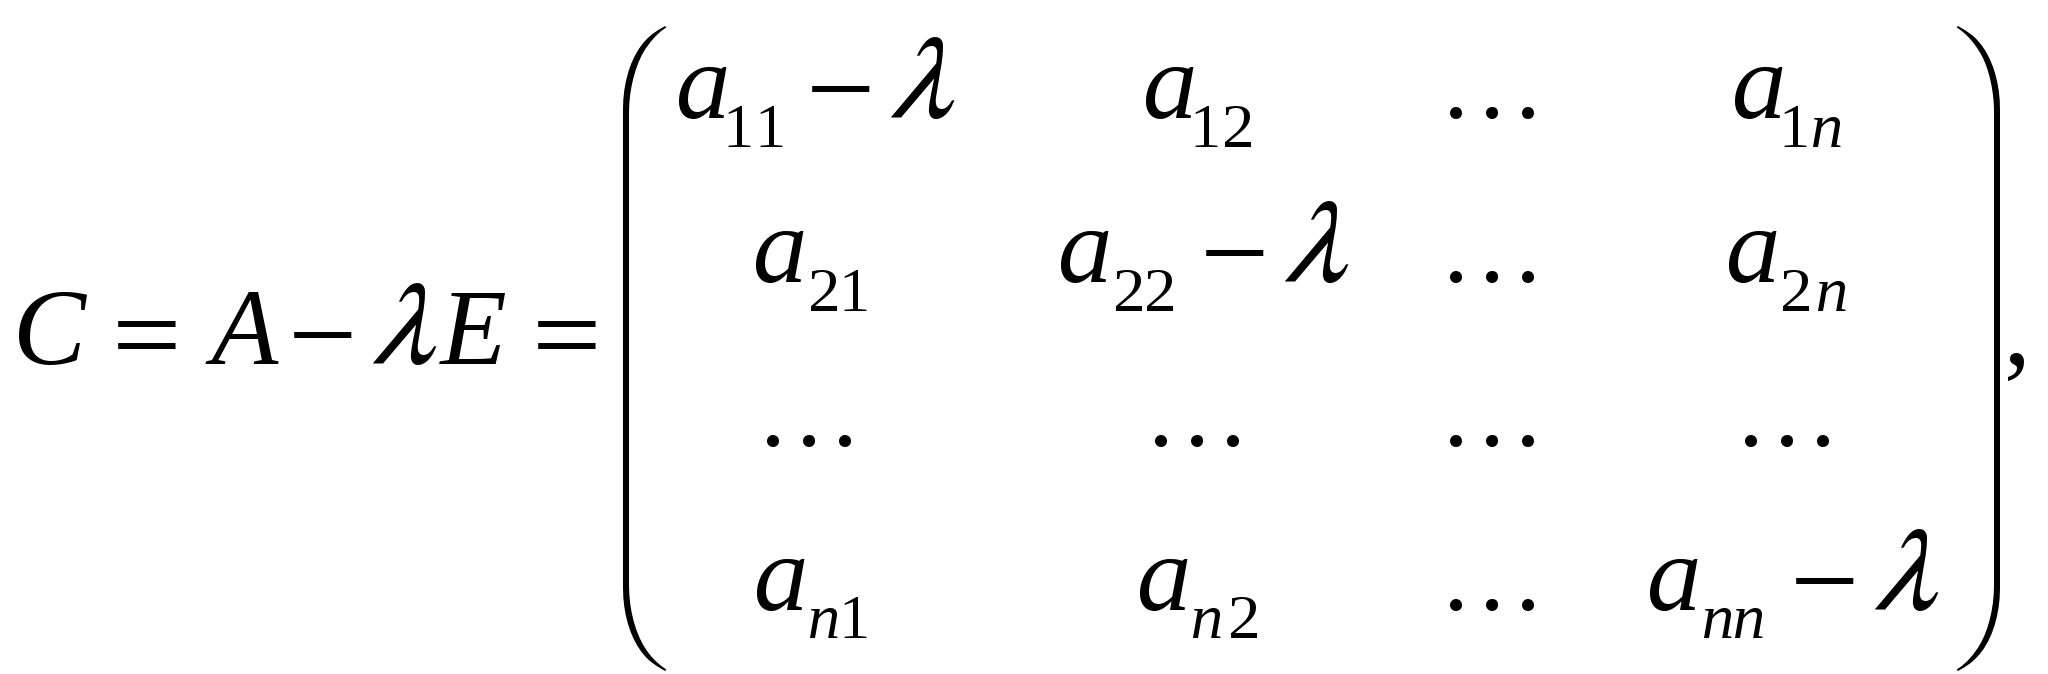 C = A − λE = ( a₁₁ − λ a₁₂ … a₁ₙ
a₂₁ a₂₂ − λ … a₂ₙ
… … … …
aₙ₁ aₙ₂ … aₙₙ − λ ) ,